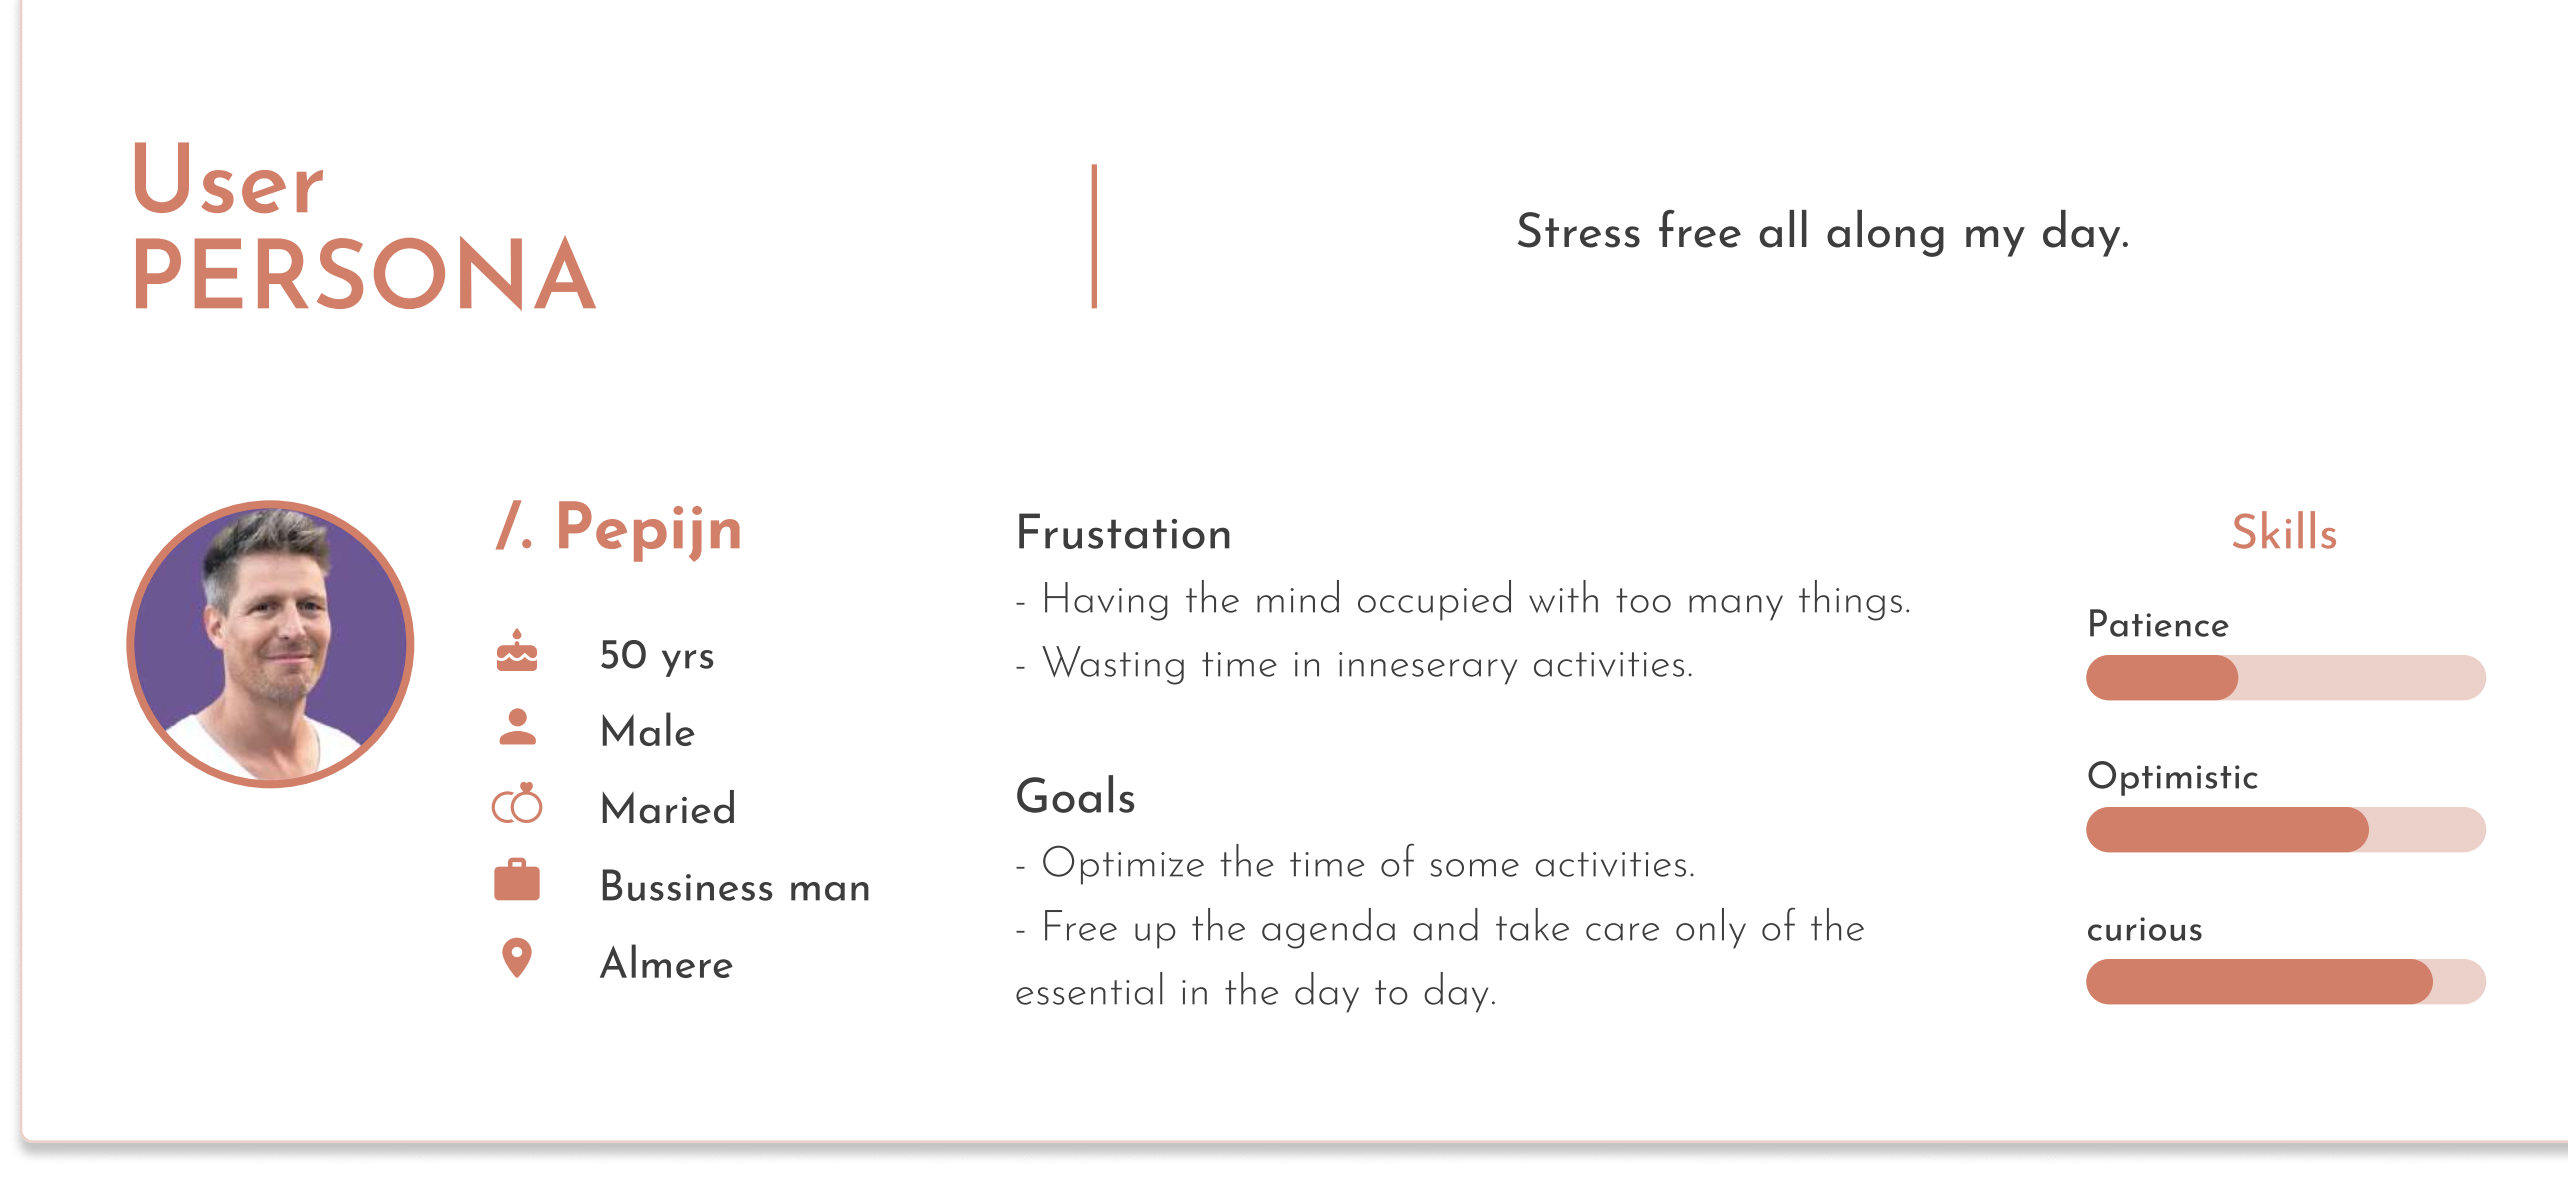 User
PERSONA
Stress free all along my day.
/. Pepijn
50 yrs
Male
Maried
Bussiness man
Almere
Frustation
- Having the mind occupied with too many things.
- Wasting time in inneserary activities.
Goals
- Optimize the time of some activities.
- Free up the agenda and take care only of the
essential in the day to day.
Skills
Patience
Optimistic
curious